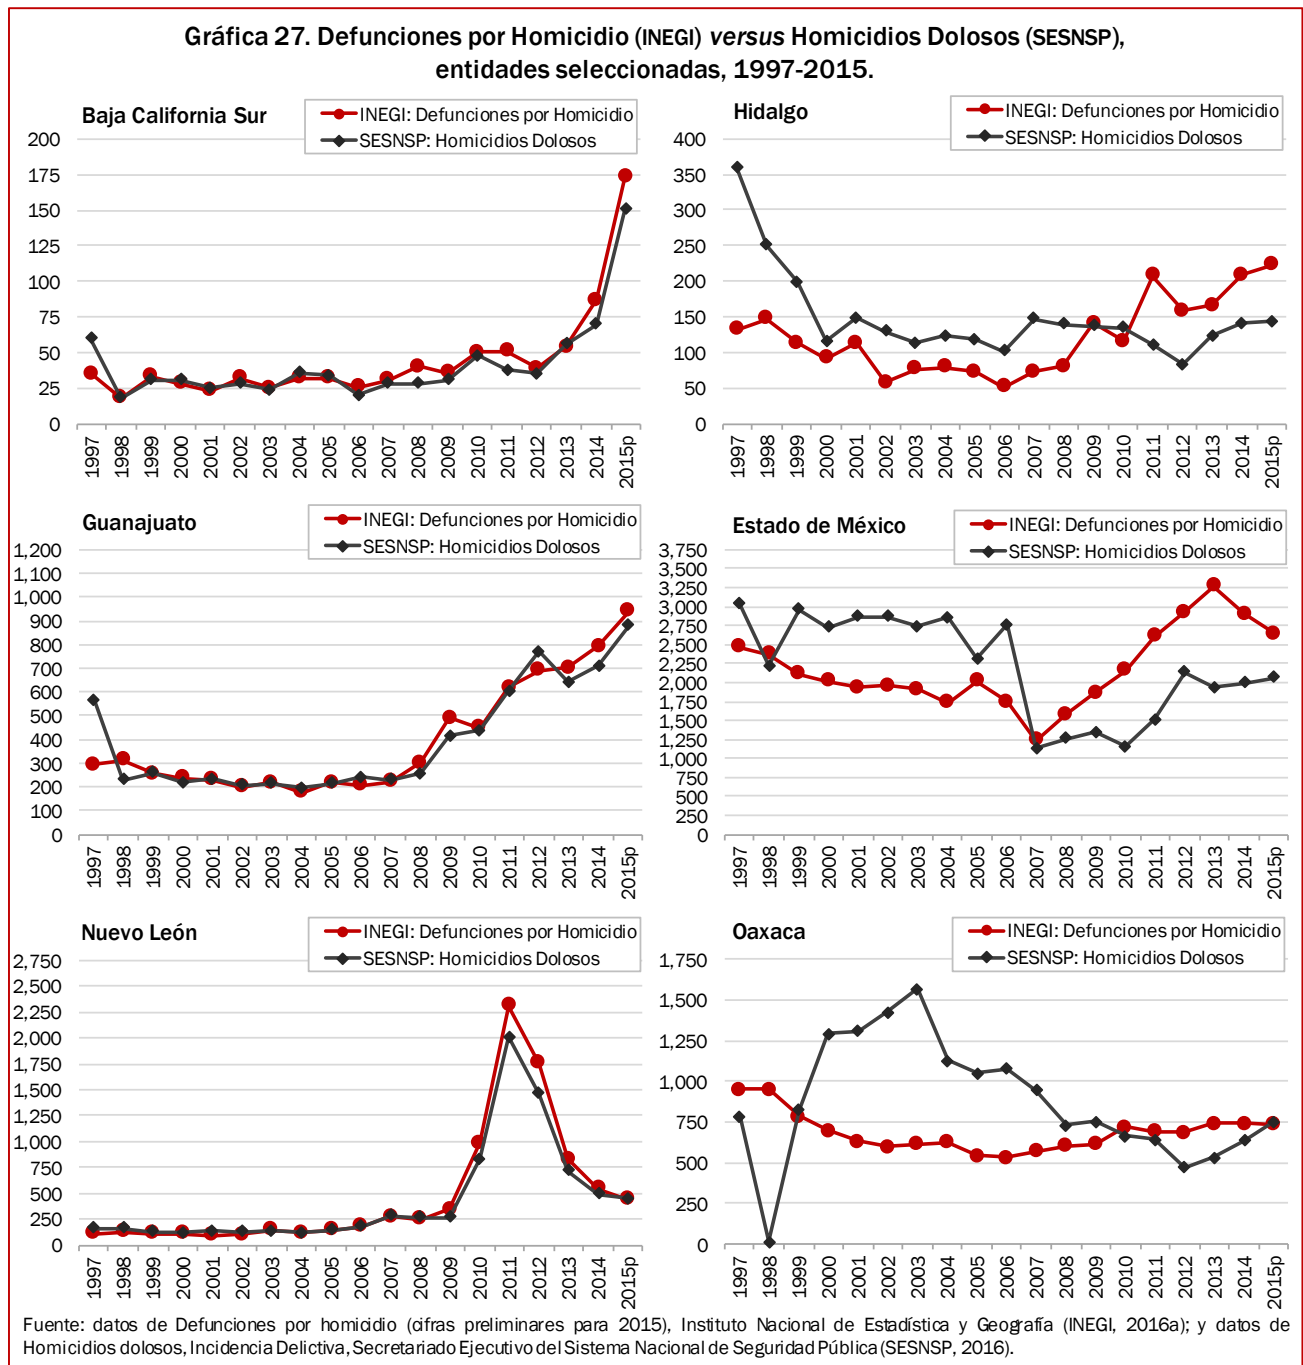 Gráfica 27. Defunciones por Homicidio (INEGI) versus Homicidios Dolosos (SESNSP),
entidades seleccionadas, 1997-2015.
Baja California Sur
INEGI: Defunciones por Homicidio
SESNSP: Homicidios Dolosos
200
175
150
125
100
75
50
25
0
1997 1998 1999 2000 2001 2002 2003 2004 2005 2006 2007 2008 2009 2010 2011 2012 2013 2014 2015p
Hidalgo
INEGI: Defunciones por Homicidio
SESNSP: Homicidios Dolosos
400
350
300
250
200
150
100
50
0
1997 1998 1999 2000 2001 2002 2003 2004 2005 2006 2007 2008 2009 2010 2011 2012 2013 2014 2015p
Guanajuato
INEGI: Defunciones por Homicidio
SESNSP: Homicidios Dolosos
1,200
1,100
1,000
900
800
700
600
500
400
300
200
100
0
1997 1998 1999 2000 2001 2002 2003 2004 2005 2006 2007 2008 2009 2010 2011 2012 2013 2014 2015p
Estado de México
INEGI: Defunciones por Homicidio
SESNSP: Homicidios Dolosos
3,750
3,500
3,250
3,000
2,750
2,500
2,250
2,000
1,750
1,500
1,250
1,000
750
500
250
0
1997 1998 1999 2000 2001 2002 2003 2004 2005 2006 2007 2008 2009 2010 2011 2012 2013 2014 2015p
Nuevo León
INEGI: Defunciones por Homicidio
SESNSP: Homicidios Dolosos
2,750
2,500
2,250
2,000
1,750
1,500
1,250
1,000
750
500
250
0
1997 1998 1999 2000 2001 2002 2003 2004 2005 2006 2007 2008 2009 2010 2011 2012 2013 2014 2015p
Oaxaca
INEGI: Defunciones por Homicidio
SESNSP: Homicidios Dolosos
1,750
1,500
1,250
1,000
750
500
250
0
1997 1998 1999 2000 2001 2002 2003 2004 2005 2006 2007 2008 2009 2010 2011 2012 2013 2014 2015p
Fuente: datos de Defunciones por homicidio (cifras preliminares para 2015), Instituto Nacional de Estadística y Geografía (INEGI, 2016a); y datos de
Homicidios dolosos, Incidencia Delictiva, Secretariado Ejecutivo del Sistema Nacional de Seguridad Pública (SESNSP, 2016).